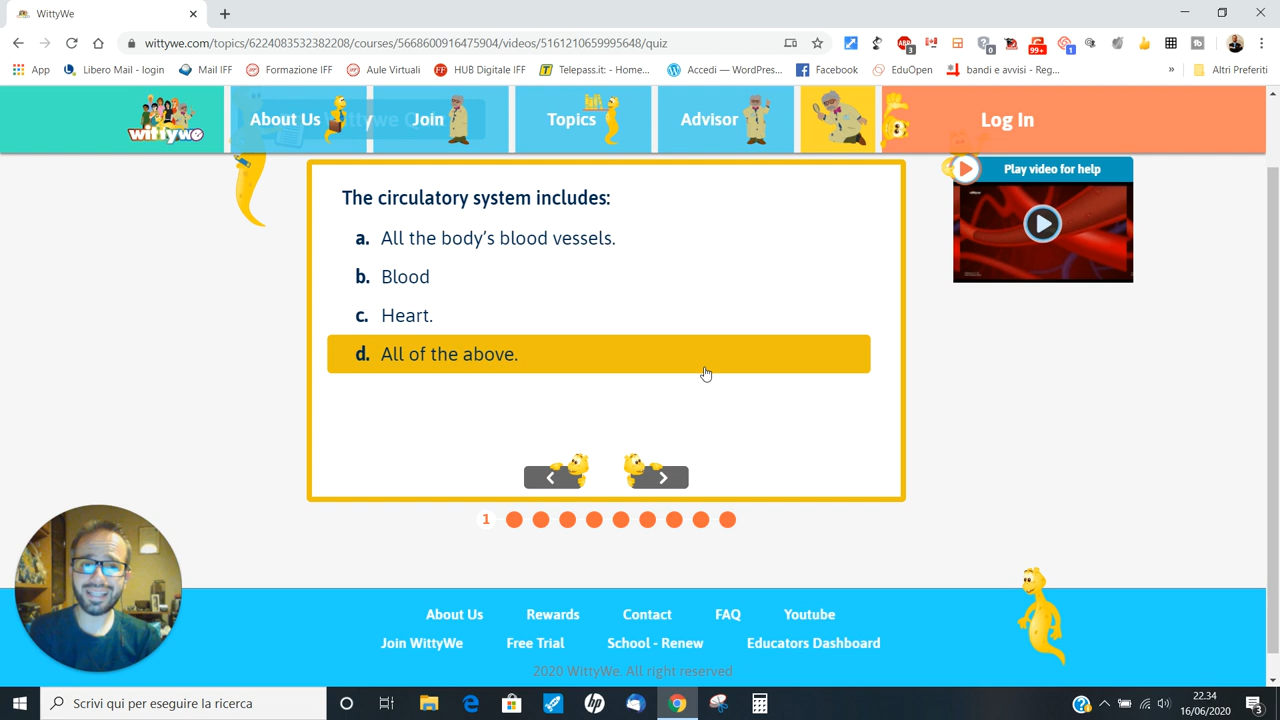 WittyWe
wittywe.com/topics/6224083532382720/courses/5668600916475904/videos/5161210659995648/quiz
App
Libero Mail - login
Mail IFF
Formazione IFF
Aule Virtuali
HUB Digitale IFF
Telepass.it: - Home...
Accedi — WordPres...
Facebook
EduOpen
bandi e avvisi - Reg...
»
Altri Preferiti
wittywe
About Us
Join
Topics
Advisor
Log In
Play video for help
The circulatory system includes:
a. All the body's blood vessels.
b. Blood
c. Heart.
d. All of the above.
1
About Us
Rewards
Contact
FAQ
Youtube
Join WittyWe
Free Trial
School - Renew
Educators Dashboard
2020 WittyWe. All right reserved
Scrivi qui per eseguire la ricerca
22.34
16/06/2020